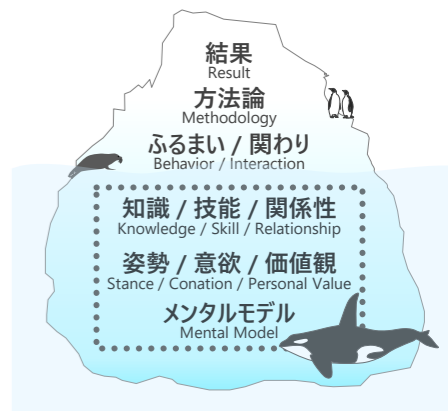 結果
Result
方法論
Methodology
ふるまい / 関わり
Behavior / Interaction
知識 / 技能 / 関係性
Knowledge / Skill / Relationship
姿勢 / 意欲 / 価値観
Stance / Conation / Personal Value
メンタルモデル
Mental Model